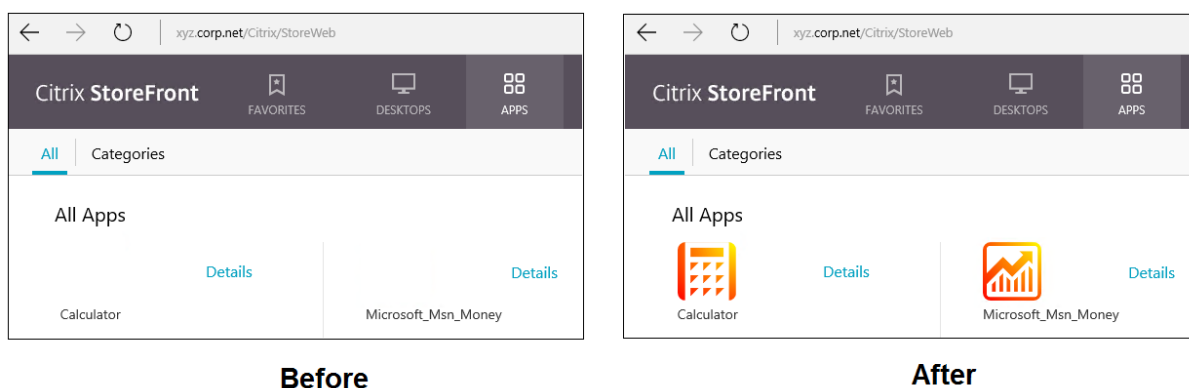 xyz.corp.net/Citrix/StoreWeb
Citrix StoreFront
FAVORITES
DESKTOPS
APPS
All
Categories
All Apps
Details
Details
Calculator
Microsoft_Msn_Money
Before
xyz.corp.net/Citrix/StoreWeb
Citrix StoreFront
FAVORITES
DESKTOPS
APPS
All
Categories
All Apps
Details
Details
Calculator
Microsoft_Msn_Money
After